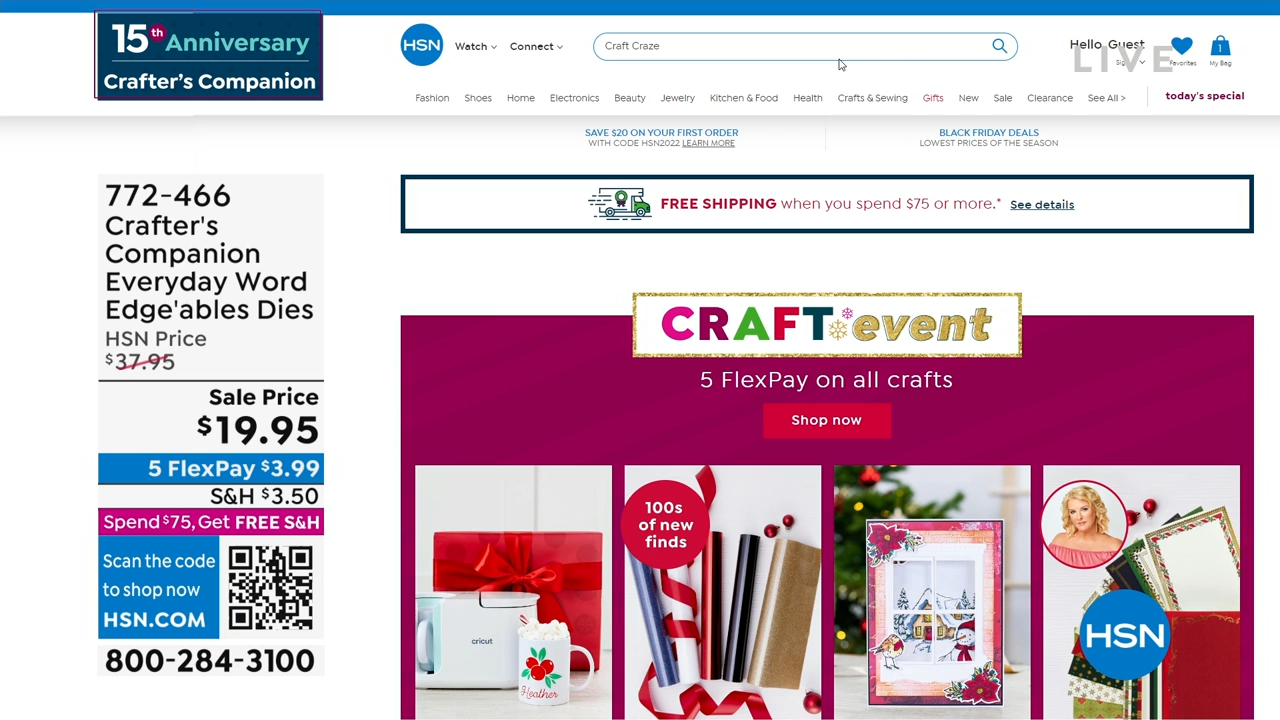 15th Anniversary
Crafter's Companion
HSN
Watch
Connect
Craft Craze
Hello, Guest
LIVE
Favorites
1
My Bag
Fashion
Shoes
Home
Electronics
Beauty
Jewelry
Kitchen & Food
Health
Crafts & Sewing
Gifts
New
Sale
Clearance
See All >
today's special
SAVE $20 ON YOUR FIRST ORDER
WITH CODE HSN2022 LEARN MORE
BLACK FRIDAY DEALS
LOWEST PRICES OF THE SEASON
772-466
Crafter's
Companion
Everyday Word
Edge'ables Dies
HSN Price
$37.95
Sale Price
$19.95
5 FlexPay $3.99
S&H $3.50
Spend $75, Get FREE S&H
Scan the code
to shop now
HSN.COM
800-284-3100
FREE SHIPPING when you spend $75 or more.* See details
CRAFT event
5 FlexPay on all crafts
Shop now
cricut
Heather
100s
of new
finds
HSN